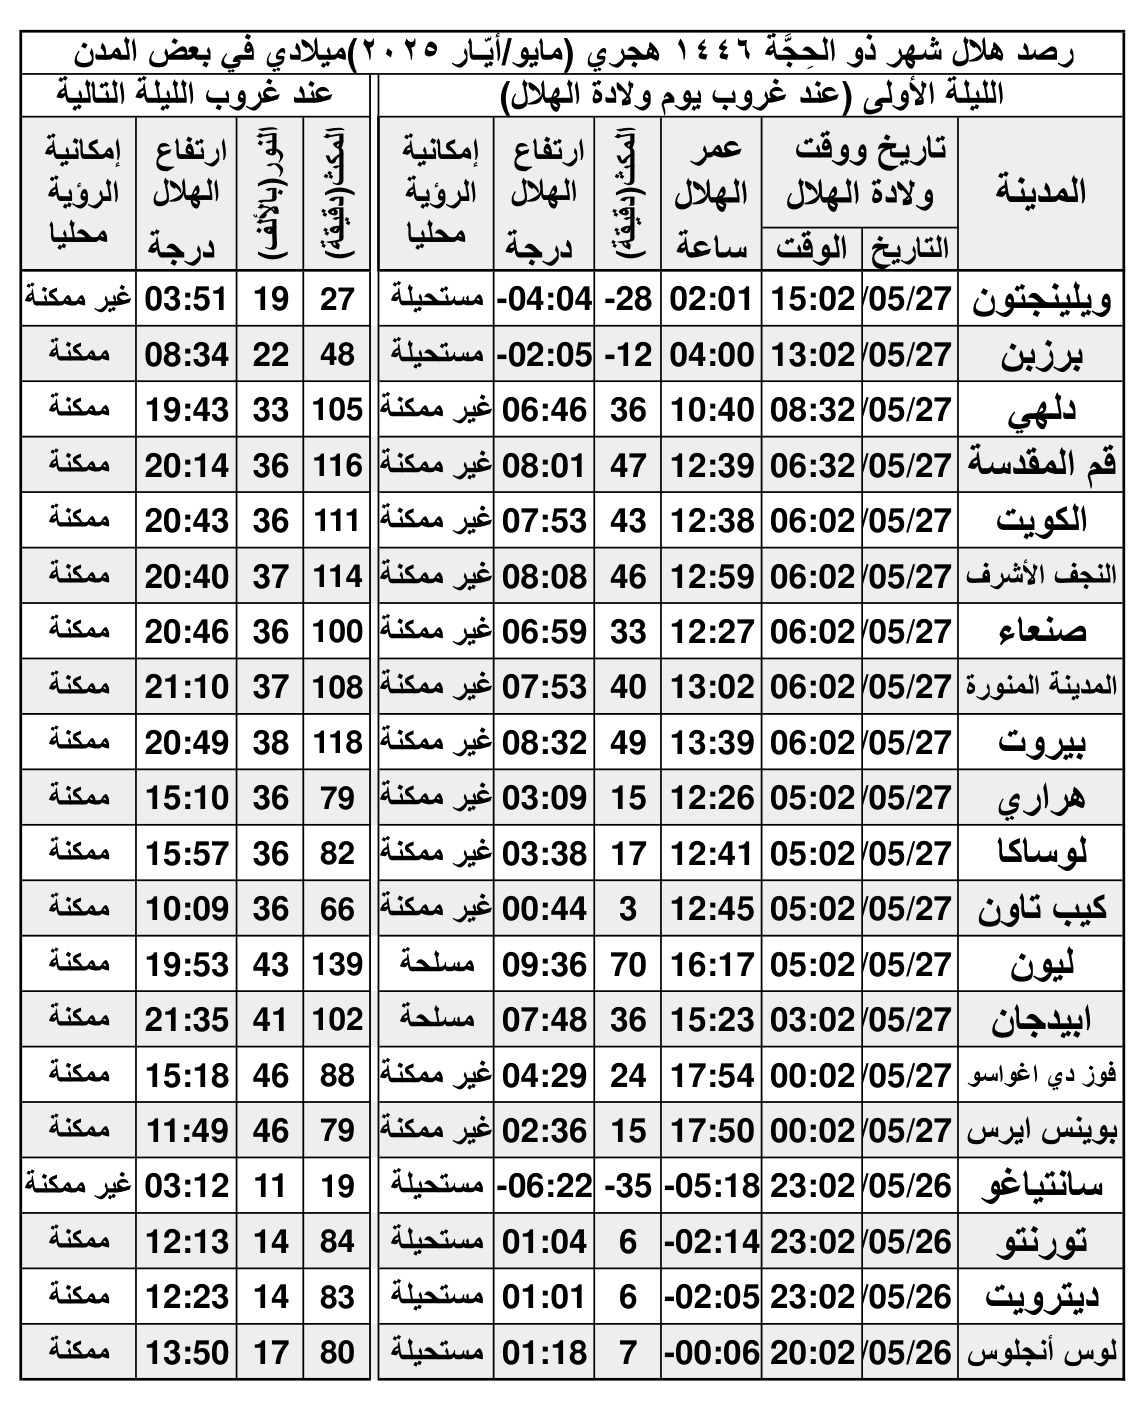 رصد هلال شهر ذو الحِجَّة ١٤٤٦ هجري (مايو/أيّـار ٢٠٢٥)ميلادي في بعض المدن
الليلة الأولى (عند غروب يوم ولادة الهلال) عند غروب الليلة التالية
المدينة تاريخ ووقت ولادة الهلال عمر الهلال ساعة المكث(دقيقة) ارتفاع الهلال درجة إمكانية الرؤية محليا المكث(دقيقة) النور(بالألف) ارتفاع الهلال درجة إمكانية الرؤية محليا
التاريخ الوقت
ويلينجتون 05/27/ 15:02 02:01 -28 -04:04 مستحيلة 27 19 03:51 غير ممكنة
برزبن 05/27/ 13:02 04:00 -12 -02:05 مستحيلة 48 22 08:34 ممكنة
دلهي 05/27/ 08:32 10:40 36 06:46 غير ممكنة 105 33 19:43 ممكنة
قم المقدسة 05/27/ 06:32 12:39 47 08:01 غير ممكنة 116 36 20:14 ممكنة
الكويت 05/27/ 06:02 12:38 43 07:53 غير ممكنة 111 36 20:43 ممكنة
النجف الأشرف 05/27/ 06:02 12:59 46 08:08 غير ممكنة 114 37 20:40 ممكنة
صنعاء 05/27/ 06:02 12:27 33 06:59 غير ممكنة 100 36 20:46 ممكنة
المدينة المنورة 05/27/ 06:02 13:02 40 07:53 غير ممكنة 108 37 21:10 ممكنة
بيروت 05/27/ 06:02 13:39 49 08:32 غير ممكنة 118 38 20:49 ممكنة
هراري 05/27/ 05:02 12:26 15 03:09 غير ممكنة 79 36 15:10 ممكنة
لوساكا 05/27/ 05:02 12:41 17 03:38 غير ممكنة 82 36 15:57 ممكنة
كيب تاون 05/27/ 05:02 12:45 3 00:44 غير ممكنة 66 36 10:09 ممكنة
ليون 05/27/ 05:02 16:17 70 09:36 مسلحة 139 43 19:53 ممكنة
ابيدجان 05/27/ 03:02 15:23 36 07:48 مسلحة 102 41 21:35 ممكنة
فوز دي اغواسو 05/27/ 00:02 17:54 24 04:29 غير ممكنة 88 46 15:18 ممكنة
بوينس ايرس 05/27/ 00:02 17:50 15 02:36 غير ممكنة 79 46 11:49 ممكنة
سانتياغو 05/26/ 23:02 -05:18 -35 -06:22 مستحيلة 19 11 03:12 غير ممكنة
تورنتو 05/26/ 23:02 -02:14 6 01:04 مستحيلة 84 14 12:13 ممكنة
ديترويت 05/26/ 23:02 -02:05 6 01:01 مستحيلة 83 14 12:23 ممكنة
لوس أنجلوس 05/26/ 20:02 -00:06 7 01:18 مستحيلة 80 17 13:50 ممكنة